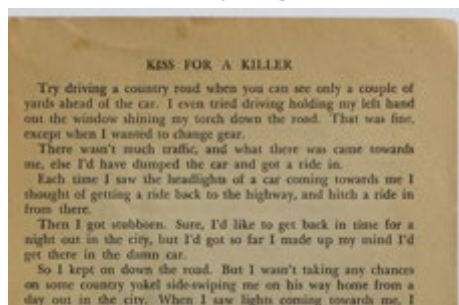 KISS FOR A KILLER
Try driving a country road when you can see only a couple of
yards ahead of the car. I even tried driving holding my left hand
out the window shining my torch down the road. That was fine,
except when I wanted to change gear.
There wasn't much traffic, and what there was came towards
me, else I'd have dumped the car and got a ride in.
Each time I saw the headlights of a car coming towards me I
thought of getting a ride back to the highway, and hitch a ride in
from there.
Then I got stubborn. Sure, I'd like to get back in time for a
night out in the city, but I'd got so far I made up my mind I'd
get there in the damn car.
So I kept on down the road. But I wasn't taking any chances
on some country yokel side-swiping me on his way home from a
day out in the city. When I saw lights coming towards me, I